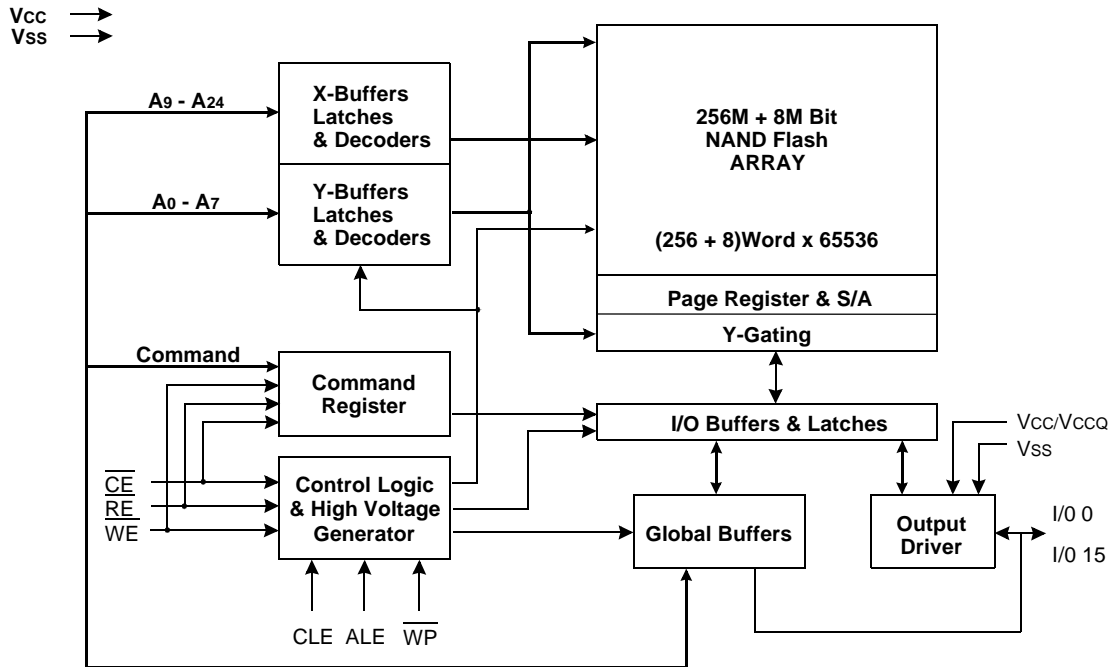 VCC
VSS
A9 - A24
X-Buffers
Latches
& Decoders
A0 - A7
Y-Buffers
Latches
& Decoders
256M + 8M Bit
NAND Flash
ARRAY
(256 + 8)Word x 65536
Page Register & S/A
Y-Gating
Command
Command
Register
I/O Buffers & Latches
VCC/VCCQ
VSS
CE
RE
WE
Control Logic
& High Voltage
Generator
Global Buffers
Output
Driver
I/0 0
I/0 15
CLE
ALE
WP